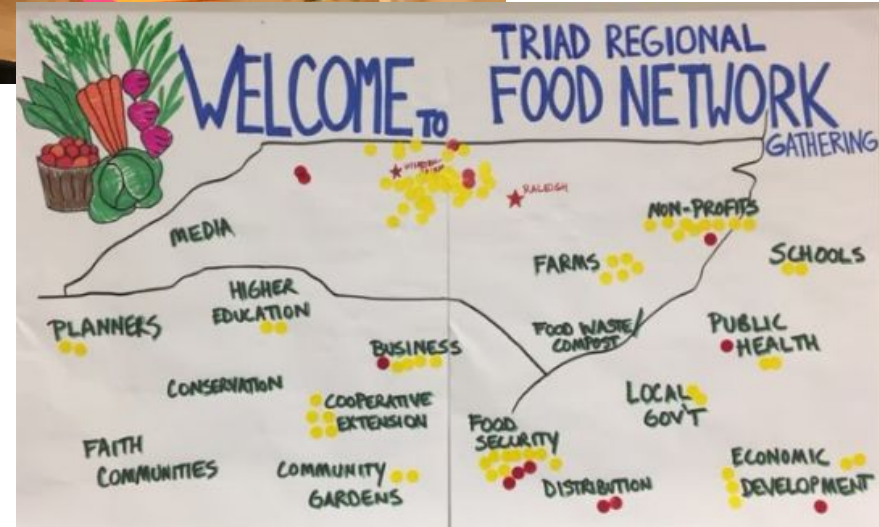 WELCOME TO
TRIAD REGIONAL
FOOD NETWORK
GATHERING
RALEIGH
MEDIA
NON-PROFITS
FARMS
SCHOOLS
HIGHER
EDUCATION
PLANNERS
FOOD WASTE/
COMPOST
PUBLIC
HEALTH
BUSINESS
CONSERVATION
COOPERATIVE
EXTENSION
LOCAL
GOV'T
FOOD
SECURITY
FAITH
COMMUNITIES
COMMUNITY
GARDENS
DISTRIBUTION
ECONOMIC
DEVELOPMENT